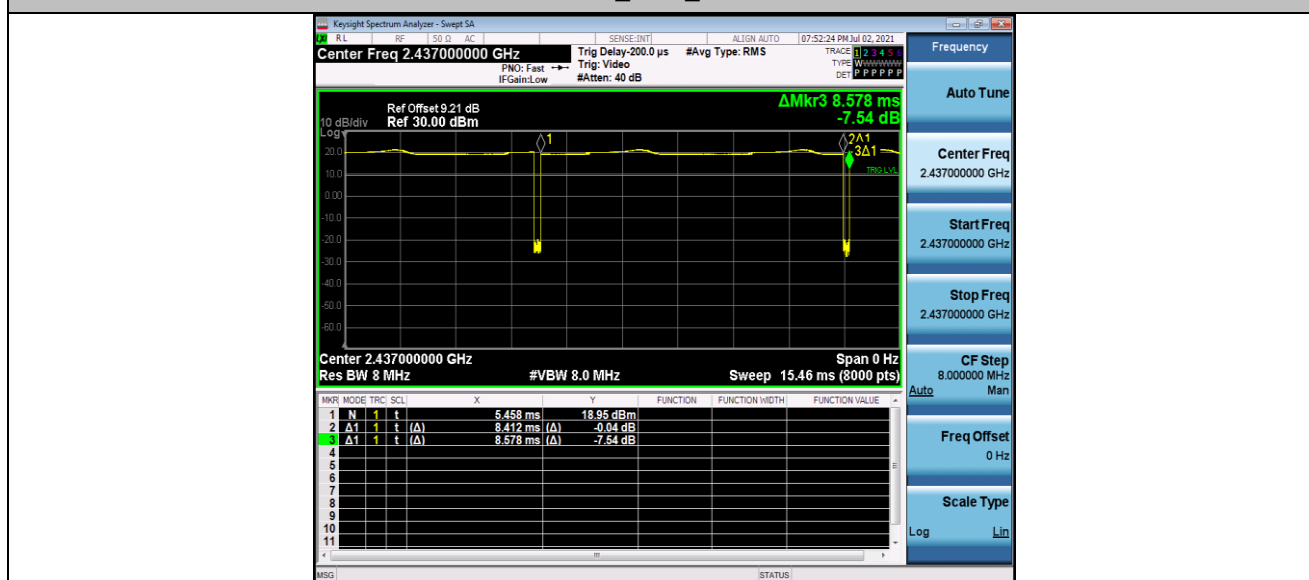 Keysight Spectrum Analyzer - Swept SA
RL RF 50 Ω AC SENSE:INT ALIGN AUTO 07:52:24 PM Jul 02, 2021
Center Freq 2.437000000 GHz
PNO: Fast
IFGain:Low
Trig Delay-200.0 µs
Trig: Video
#Atten: 40 dB
#Avg Type: RMS
TRACE 1 2 3 4 5 6
TYPE WWWWWW
DET P P P P P P
ΔMkr3 8.578 ms
-7.54 dB
Ref Offset 9.21 dB
10 dB/div Ref 30.00 dBm
Log
20.0
10.0
0.00
-10.0
-20.0
-30.0
-40.0
-50.0
-60.0
1
2Δ1
3Δ1
TRIG LVL
Center 2.437000000 GHz Span 0 Hz
Res BW 8 MHz #VBW 8.0 MHz Sweep 15.46 ms (8000 pts)
MKR MODE TRC SCL X Y FUNCTION FUNCTION WIDTH FUNCTION VALUE
1 N 1 t 5.458 ms 18.95 dBm
2 Δ1 1 t (Δ) 8.412 ms (Δ) -0.04 dB
3 Δ1 1 t (Δ) 8.578 ms (Δ) -7.54 dB
4
5
6
7
8
9
10
11
MSG STATUS
Frequency
Auto Tune
Center Freq
2.437000000 GHz
Start Freq
2.437000000 GHz
Stop Freq
2.437000000 GHz
CF Step
8.000000 MHz
Auto Man
Freq Offset
0 Hz
Scale Type
Log Lin